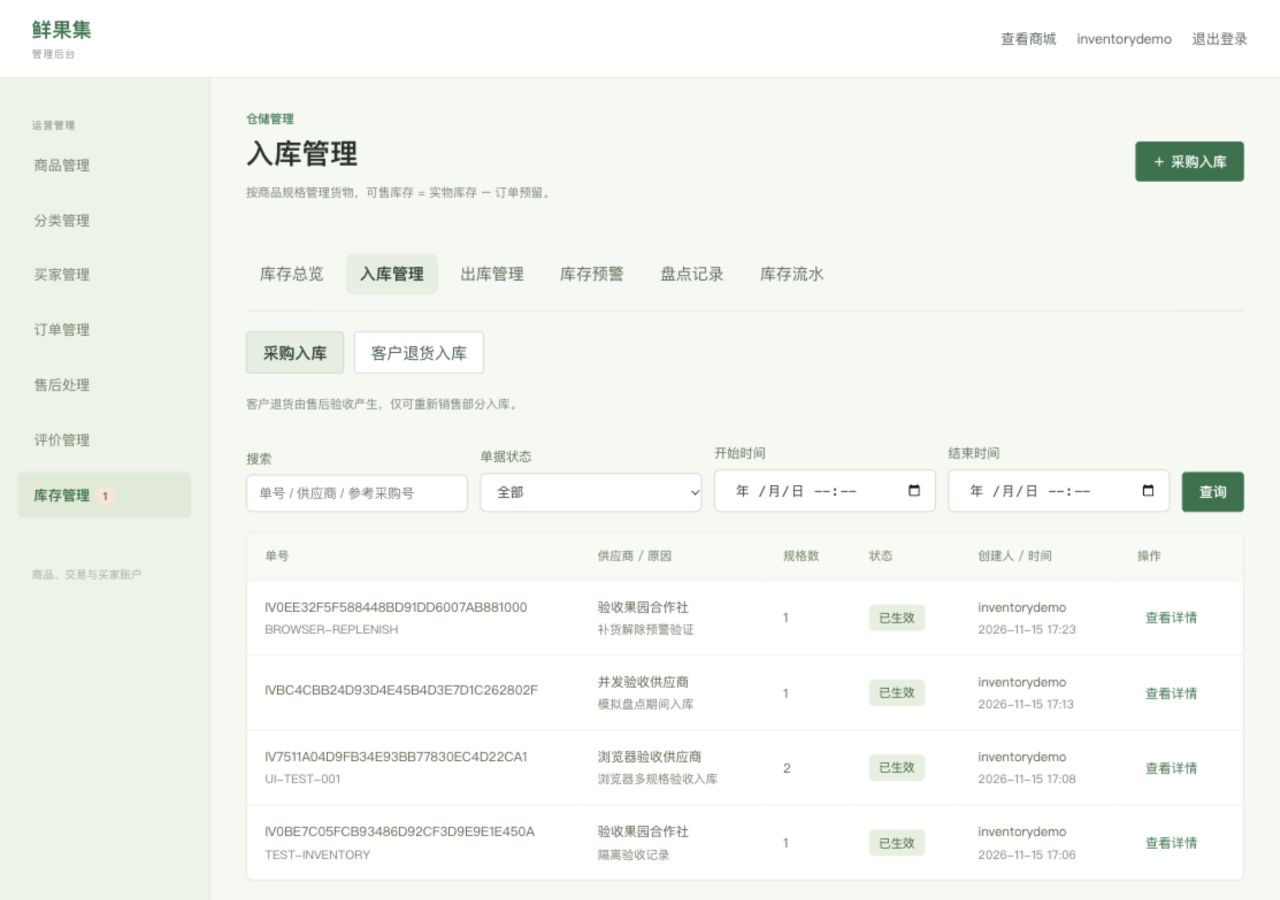 鲜果集
管理后台
查看商城 inventorydemo 退出登录
运营管理
商品管理
分类管理
买家管理
订单管理
售后处理
评价管理
库存管理 1
商品、交易与买家账户
仓储管理
入库管理
按商品规格管理货物，可售库存 = 实物库存 − 订单预留。
+ 采购入库
库存总览 入库管理 出库管理 库存预警 盘点记录 库存流水
采购入库 客户退货入库
客户退货由售后验收产生，仅可重新销售部分入库。
搜索 单据状态 开始时间 结束时间
单号 / 供应商 / 参考采购号 全部 年 /月/日 --:-- 年 /月/日 --:-- 查询
单号 供应商 / 原因 规格数 状态 创建人 / 时间 操作
IV0EE32F5F588448BD91DD6007AB881000 验收果园合作社 1 已生效 inventorydemo 查看详情
BROWSER-REPLENISH 补货解除预警验证 2026-11-15 17:23
IVBC4CBB24D93D4E45B4D3E7D1C262802F 并发验收供应商 1 已生效 inventorydemo 查看详情
模拟盘点期间入库 2026-11-15 17:13
IV7511A04D9FB34E93BB77830EC4D22CA1 浏览器验收供应商 2 已生效 inventorydemo 查看详情
UI-TEST-001 浏览器多规格验收入库 2026-11-15 17:08
IV0BE7C05FCB93486D92CF3D9E9E1E450A 验收果园合作社 1 已生效 inventorydemo 查看详情
TEST-INVENTORY 隔离验收记录 2026-11-15 17:06